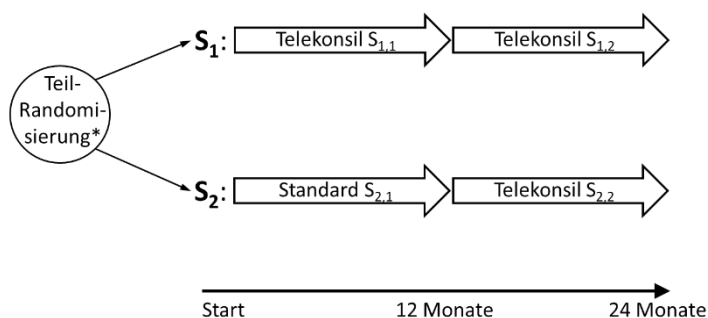 S₁: Telekonsil S₁,₁ Telekonsil S₁,₂
Teil-
Randomi-
sierung*
S₂: Standard S₂,₁ Telekonsil S₂,₂
Start 12 Monate 24 Monate